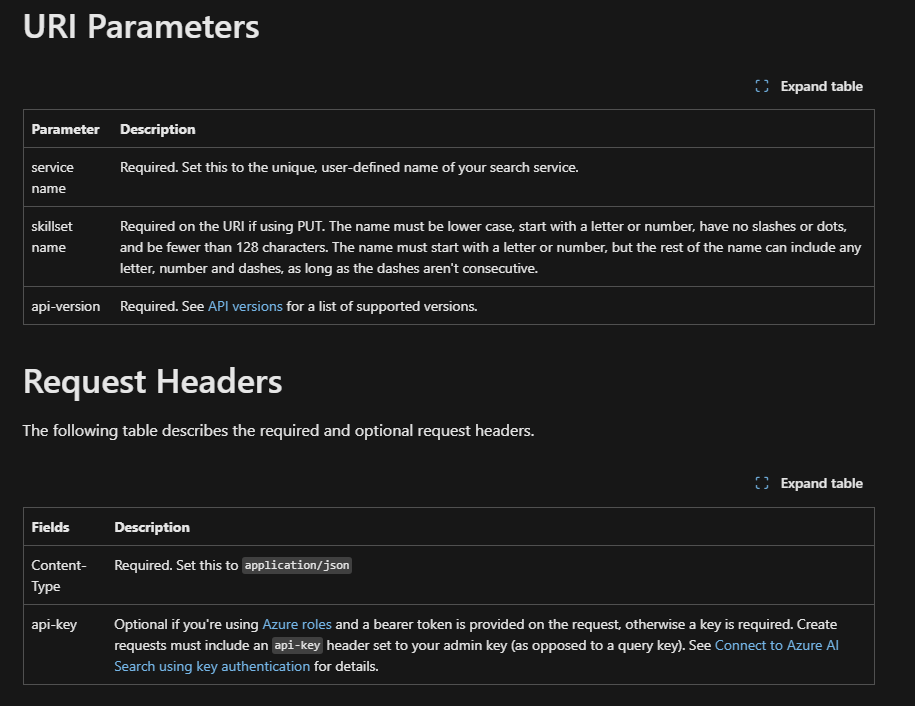 URI Parameters
Expand table
Parameter Description
service name Required. Set this to the unique, user-defined name of your search service.
skillset name Required on the URI if using PUT. The name must be lower case, start with a letter or number, have no slashes or dots,
and be fewer than 128 characters. The name must start with a letter or number, but the rest of the name can include any
letter, number and dashes, as long as the dashes aren't consecutive.
api-version Required. See API versions for a list of supported versions.
Request Headers
The following table describes the required and optional request headers.
Expand table
Fields Description
Content-Type Required. Set this to application/json
api-key Optional if you're using Azure roles and a bearer token is provided on the request, otherwise a key is required. Create
requests must include an api-key header set to your admin key (as opposed to a query key). See Connect to Azure AI
Search using key authentication for details.